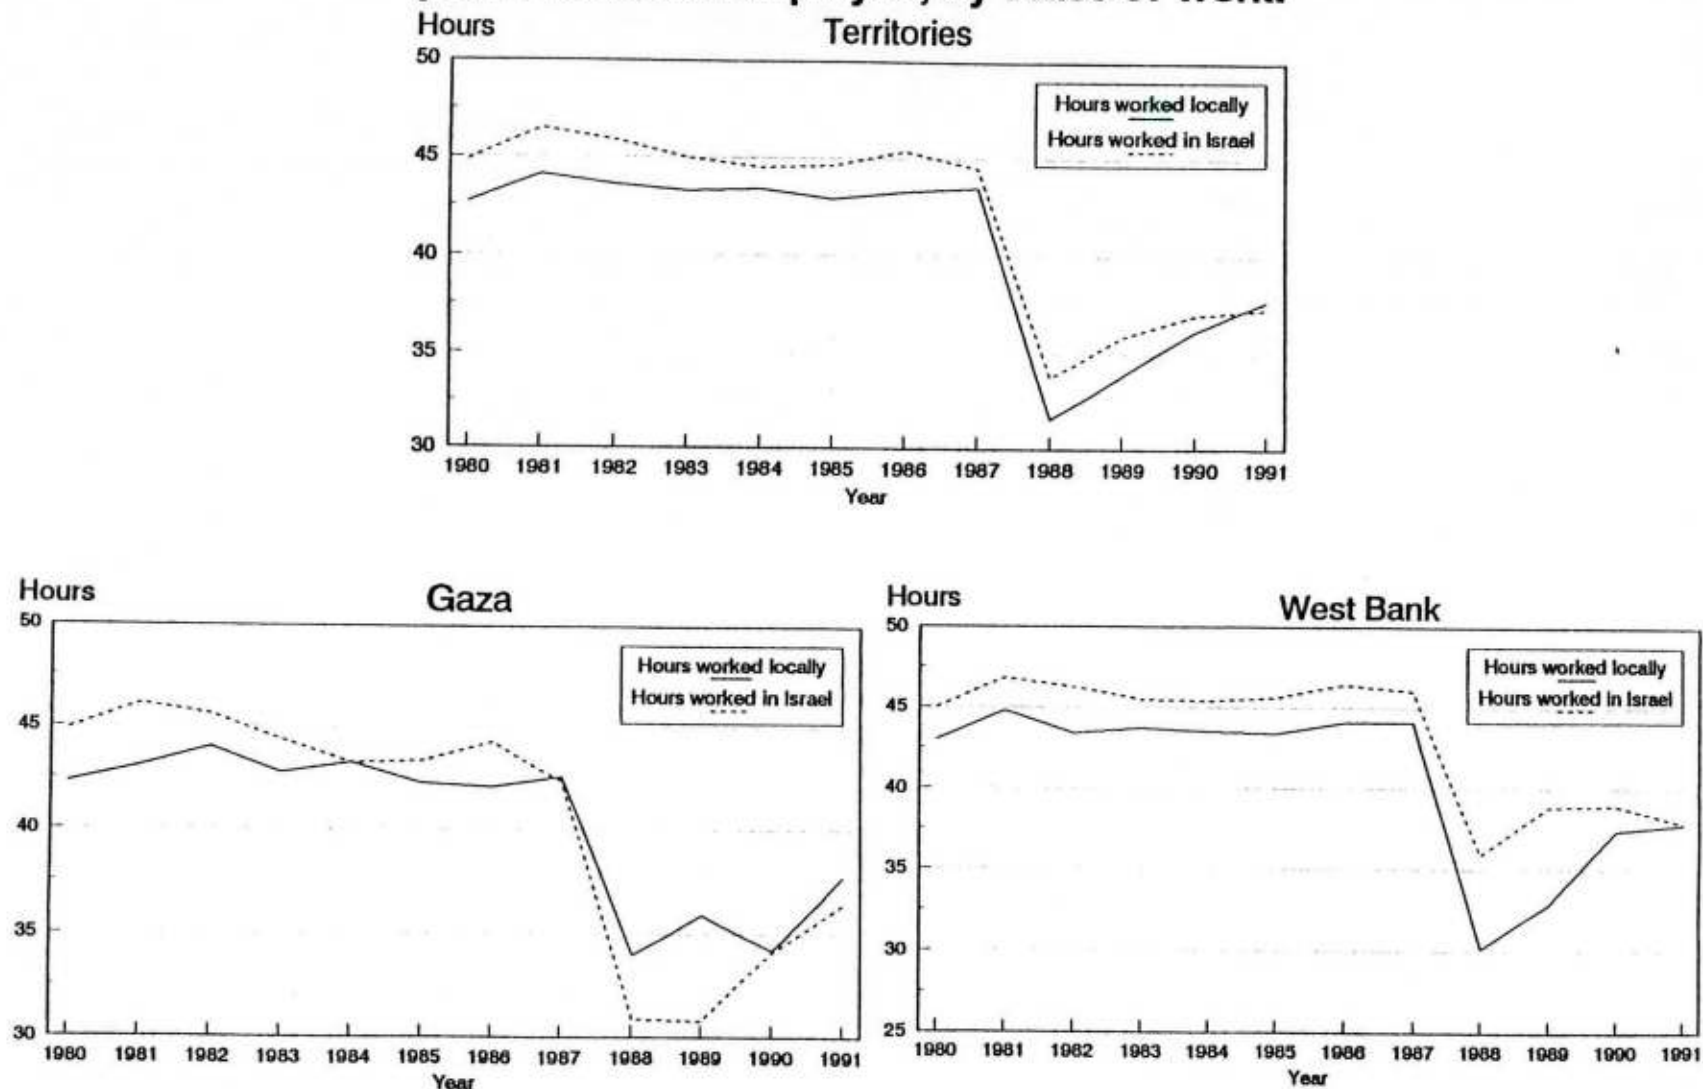 Hours
Territories
50
45
40
35
30
Hours worked locally
Hours worked in Israel
1980 1981 1982 1983 1984 1985 1986 1987 1988 1989 1990 1991
Year
Hours
Gaza
50
45
40
35
30
Hours worked locally
Hours worked in Israel
1980 1981 1982 1983 1984 1985 1986 1987 1988 1989 1990 1991
Year
Hours
West Bank
50
45
40
35
30
25
Hours worked locally
Hours worked in Israel
1980 1981 1982 1983 1984 1985 1986 1987 1988 1989 1990 1991
Year